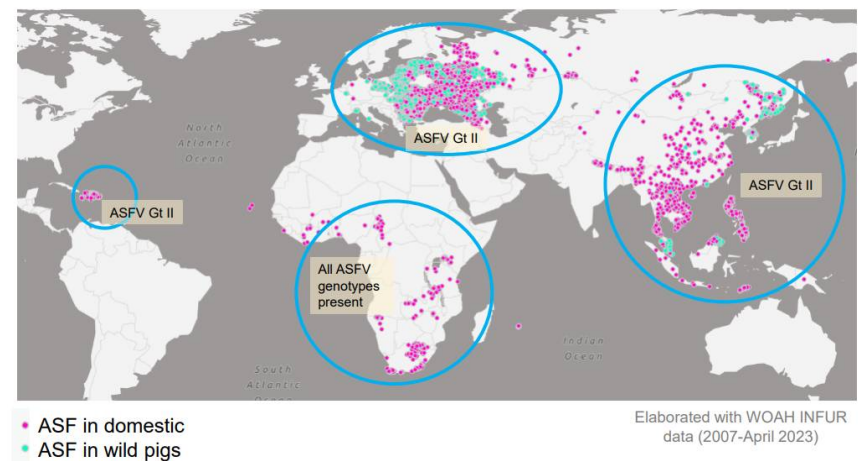 North
Atlantic
Ocean
ASFV Gt II
ASFV Gt II
ASFV Gt II
All ASFV
genotypes
present
Indian
Ocean
South
Atlantic
Ocean
ASF in domestic
ASF in wild pigs
Elaborated with WOAH INFUR
data (2007-April 2023)